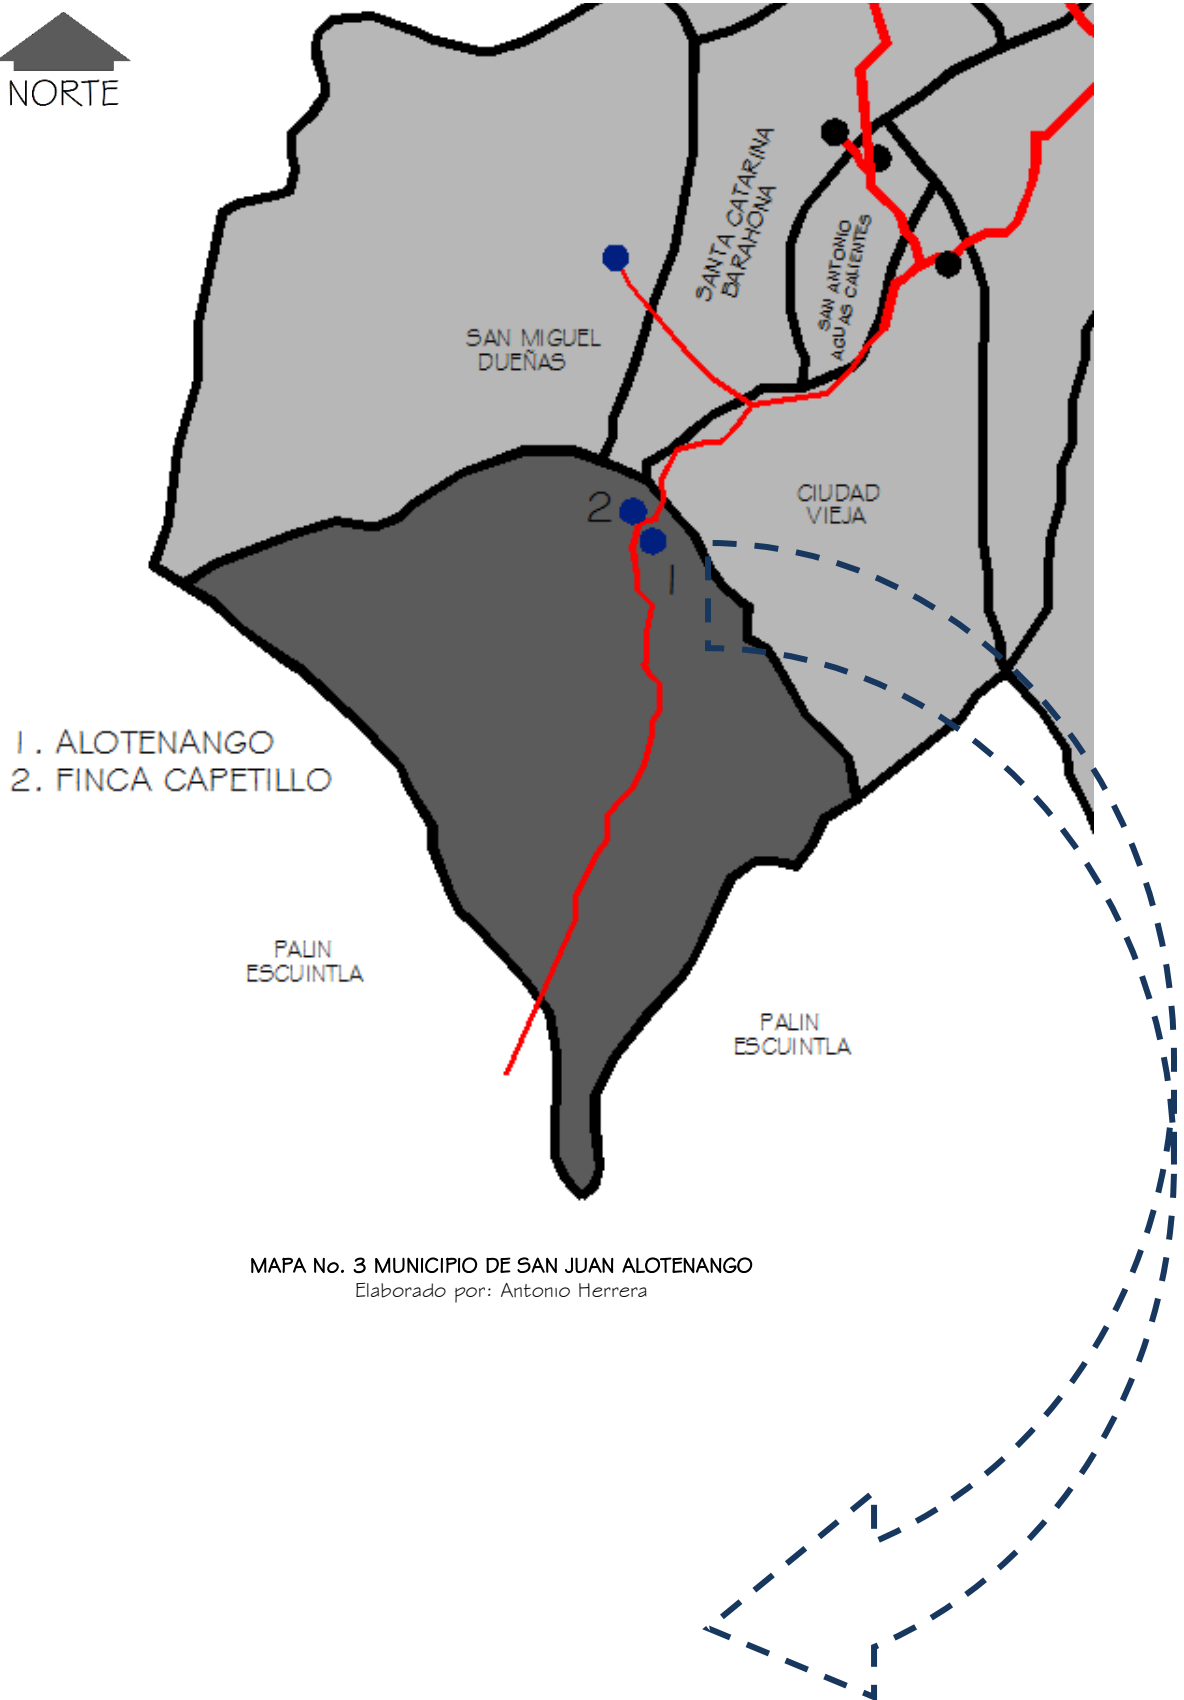 NORTE
SANTA CATARINA
BARAHONA
SAN ANTONIO
AGUAS CALIENTES
SAN MIGUEL
DUEÑAS
CIUDAD
VIEJA
2
1
1. ALOTENANGO
2. FINCA CAPETILLO
PALIN
ESCUINTLA
PALIN
ESCUINTLA
MAPA No. 3 MUNICIPIO DE SAN JUAN ALOTENANGO
Elaborado por: Antonio Herrera